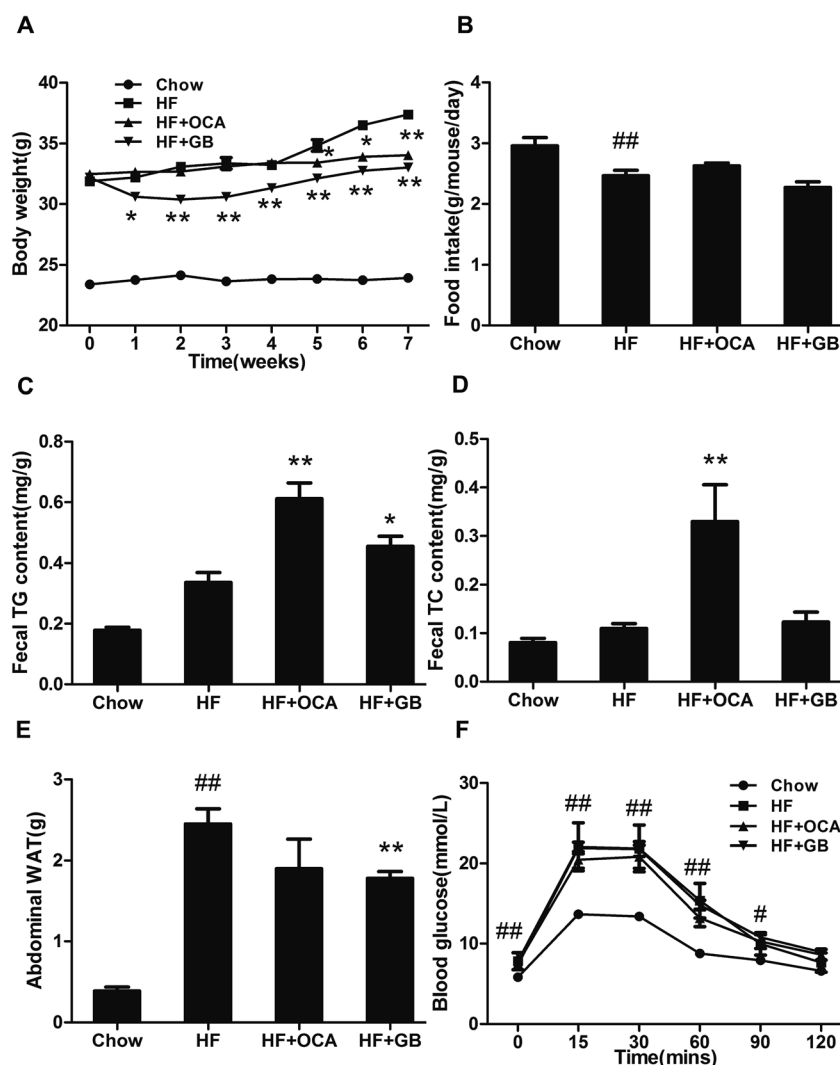 A
Chow
HF
HF+OCA
HF+GB
Body weight(g)
40
35
30
25
20
* * **
* ** ** ** ** ** **
0 1 2 3 4 5 6 7
Time(weeks)
B
Food intake(g/mouse/day)
4
3
2
1
0
##
Chow HF HF+OCA HF+GB
C
Fecal TG content(mg/g)
0.8
0.6
0.4
0.2
0.0
**
*
Chow HF HF+OCA HF+GB
D
Fecal TC content(mg/g)
0.5
0.4
0.3
0.2
0.1
0.0
**
Chow HF HF+OCA HF+GB
E
Abdominal WAT(g)
3
2
1
0
##
**
Chow HF HF+OCA HF+GB
F
Chow
HF
HF+OCA
HF+GB
Blood glucose(mmol/L)
30
20
10
0
## ## ## ## #
0 15 30 60 90 120
Time(mins)